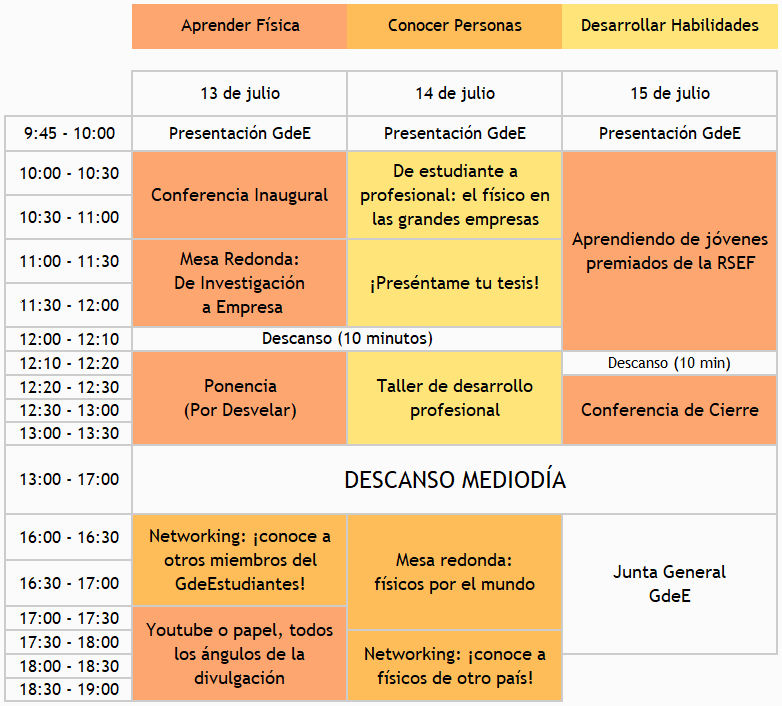 Aprender Física
Conocer Personas
Desarrollar Habilidades
13 de julio
14 de julio
15 de julio
9:45 - 10:00
Presentación GdeE
Presentación GdeE
Presentación GdeE
10:00 - 10:30
10:30 - 11:00
Conferencia Inaugural
De estudiante a
profesional: el físico en
las grandes empresas
Aprendiendo de jóvenes
premiados de la RSEF
11:00 - 11:30
11:30 - 12:00
Mesa Redonda:
De Investigación
a Empresa
¡Preséntame tu tesis!
12:00 - 12:10
Descanso (10 minutos)
12:10 - 12:20
Descanso (10 min)
12:20 - 12:30
12:30 - 13:00
13:00 - 13:30
Ponencia
(Por Desvelar)
Taller de desarrollo
profesional
Conferencia de Cierre
13:00 - 17:00
DESCANSO MEDIODÍA
16:00 - 16:30
16:30 - 17:00
Networking: ¡conoce a
otros miembros del
GdeEstudiantes!
Mesa redonda:
físicos por el mundo
Junta General
GdeE
17:00 - 17:30
17:30 - 18:00
18:00 - 18:30
18:30 - 19:00
Youtube o papel, todos
los ángulos de la
divulgación
Networking: ¡conoce a
físicos de otro país!